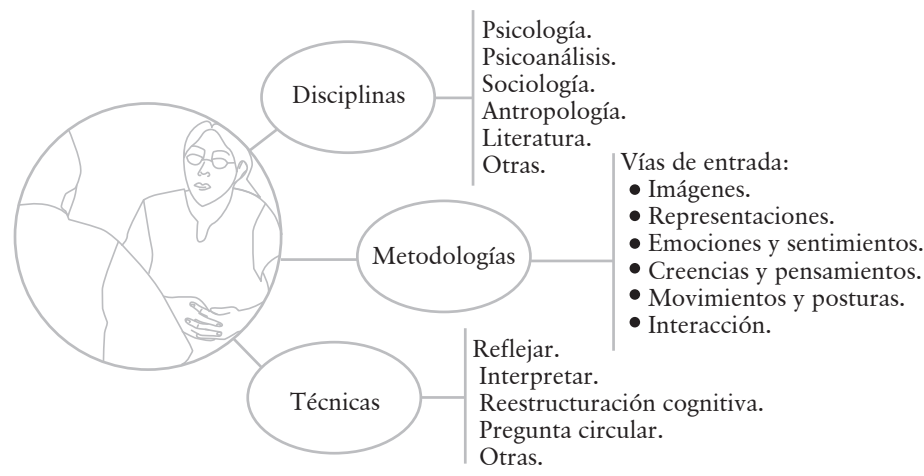 Disciplinas
Psicología.
Psicoanálisis.
Sociología.
Antropología.
Literatura.
Otras.
Metodologías
Vías de entrada:
• Imágenes.
• Representaciones.
• Emociones y sentimientos.
• Creencias y pensamientos.
• Movimientos y posturas.
• Interacción.
Técnicas
Reflejar.
Interpretar.
Reestructuración cognitiva.
Pregunta circular.
Otras.